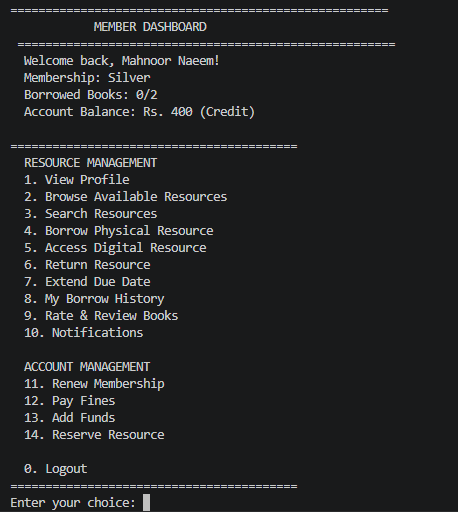 ======================================================
MEMBER DASHBOARD
======================================================
Welcome back, Mahnoor Naeem!
Membership: Silver
Borrowed Books: 0/2
Account Balance: Rs. 400 (Credit)
=========================================
RESOURCE MANAGEMENT
1. View Profile
2. Browse Available Resources
3. Search Resources
4. Borrow Physical Resource
5. Access Digital Resource
6. Return Resource
7. Extend Due Date
8. My Borrow History
9. Rate & Review Books
10. Notifications
ACCOUNT MANAGEMENT
11. Renew Membership
12. Pay Fines
13. Add Funds
14. Reserve Resource
0. Logout
=========================================
Enter your choice: